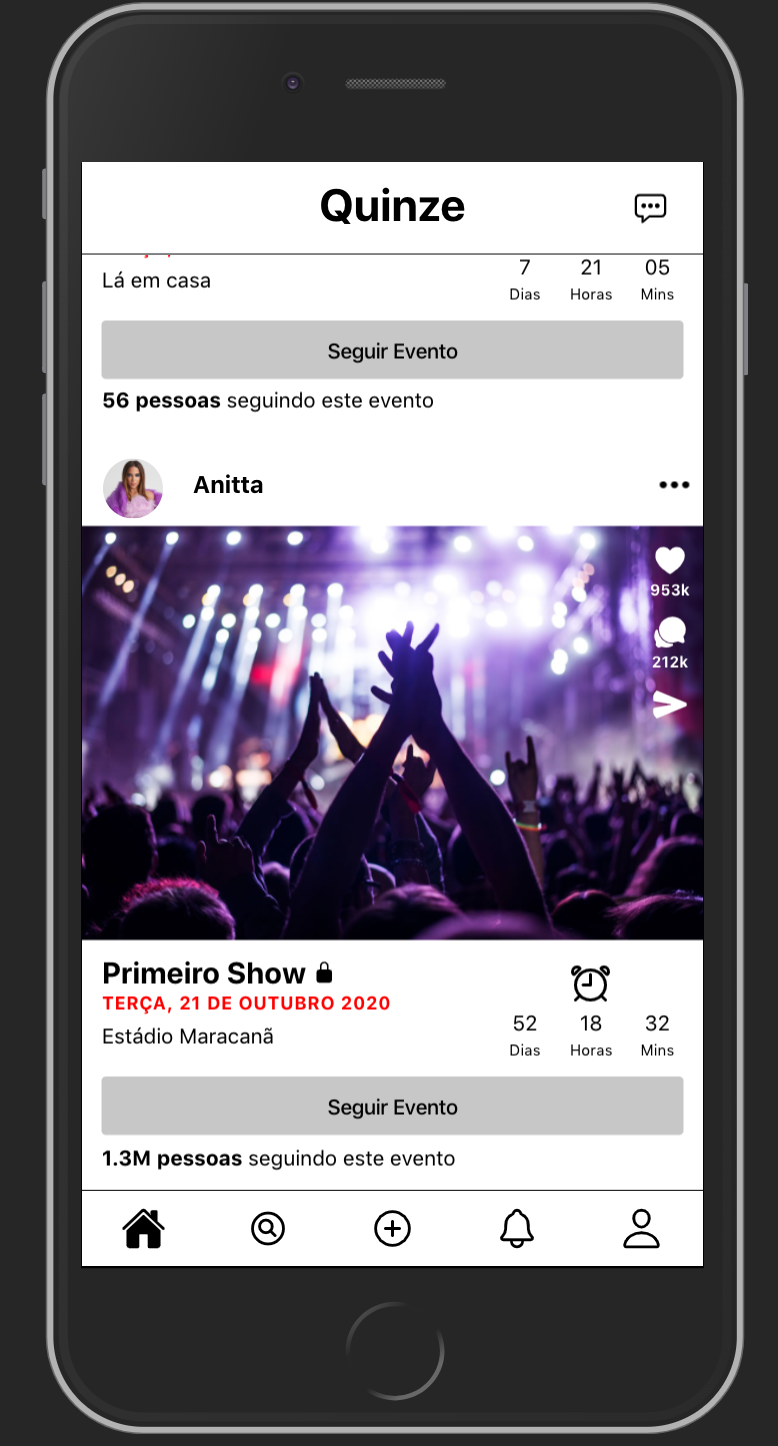 Quinze
Lá em casa
7 21 05
Dias Horas Mins
Seguir Evento
56 pessoas seguindo este evento
Anitta
953k
212k
Primeiro Show
TERÇA, 21 DE OUTUBRO 2020
Estádio Maracanã
52 18 32
Dias Horas Mins
Seguir Evento
1.3M pessoas seguindo este evento